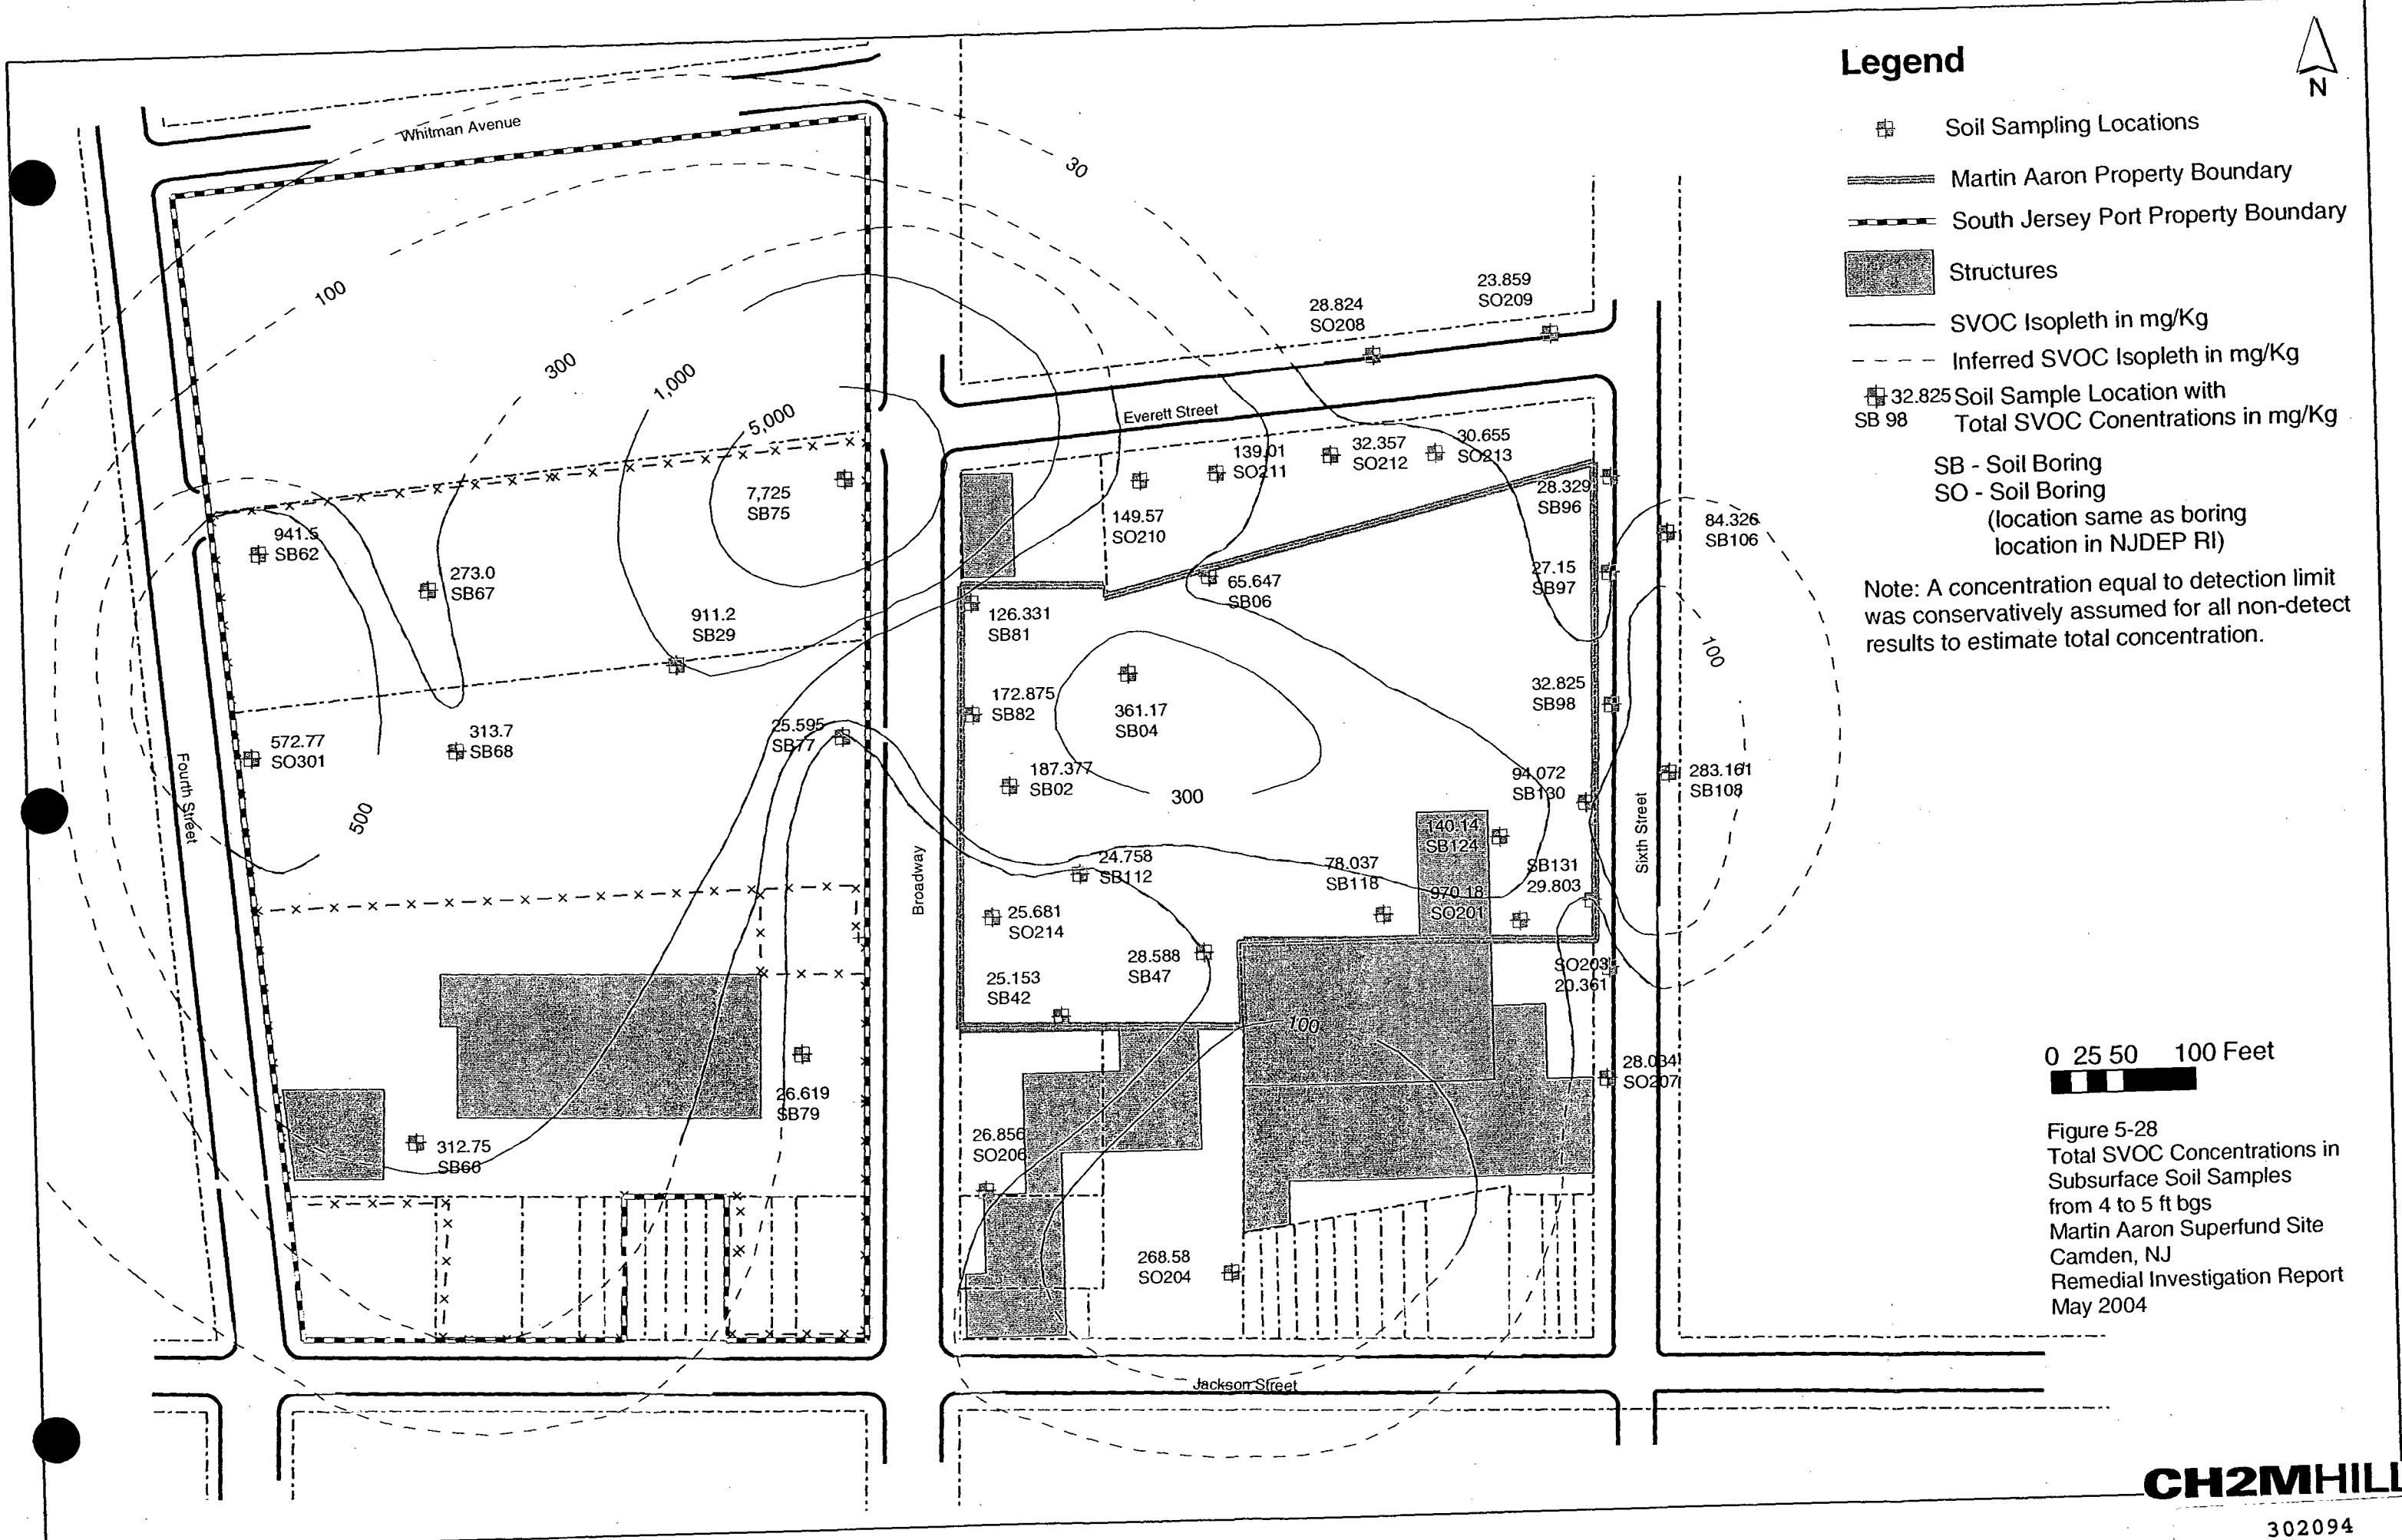 Legend
N
Soil Sampling Locations
Martin Aaron Property Boundary
South Jersey Port Property Boundary
Structures
SVOC Isopleth in mg/Kg
Inferred SVOC Isopleth in mg/Kg
32.825 Soil Sample Location with
SB 98 Total SVOC Conentrations in mg/Kg
SB - Soil Boring
SO - Soil Boring
(location same as boring
location in NJDEP RI)
Note: A concentration equal to detection limit
was conservatively assumed for all non-detect
results to estimate total concentration.
Whitman Avenue
30
100
300
1,000
5,000
28.824
SO208
23.859
SO209
Everett Street
7,725
SB75
941.5
SB62
273.0
SB67
911.2
SB29
139.01
SO211
32.357
SO212
30.655
SO213
149.57
SO210
28.329
SB96
84.326
SB106
27.15
SB97
65.647
SB06
126.331
SB81
100
172.875
SB82
361.17
SB04
32.825
SB98
572.77
SO301
313.7
SB68
25.595
SB77
Fourth Street
500
187.377
SB02
300
94.072
SB130
283.161
SB108
Broadway
Sixth Street
24.758
SB112
78.037
SB118
140.14
SB124
SB131
29.803
970.18
SO201
25.681
SO214
28.588
SB47
25.153
SB42
SO203
20.361
100
28.034
SO207
26.619
SB79
312.75
SB66
26.856
SO206
268.58
SO204
Jackson Street
0 25 50 100 Feet
Figure 5-28
Total SVOC Concentrations in
Subsurface Soil Samples
from 4 to 5 ft bgs
Martin Aaron Superfund Site
Camden, NJ
Remedial Investigation Report
May 2004
CH2MHILL
302094